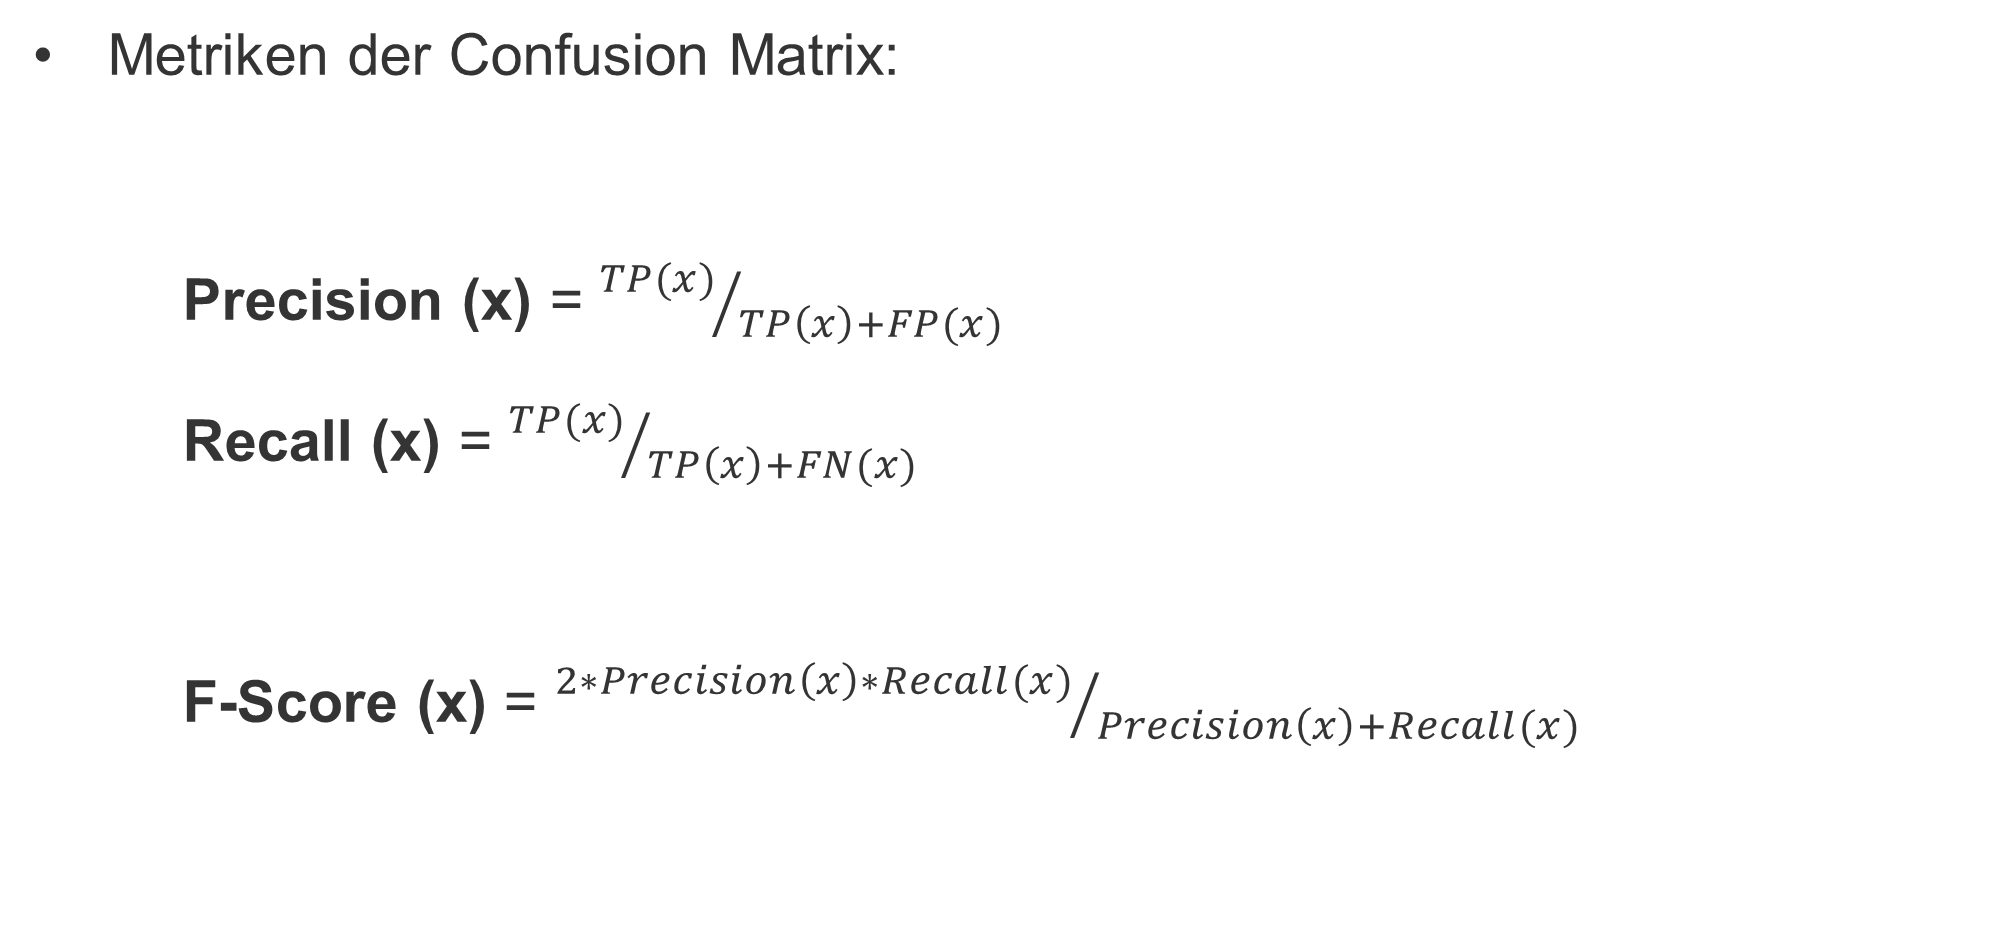 • Metriken der Confusion Matrix:
Precision (x) = TP(x)/TP(x)+FP(x)
Recall (x) = TP(x)/TP(x)+FN(x)
F-Score (x) = 2*Precision(x)*Recall(x)/Precision(x)+Recall(x)